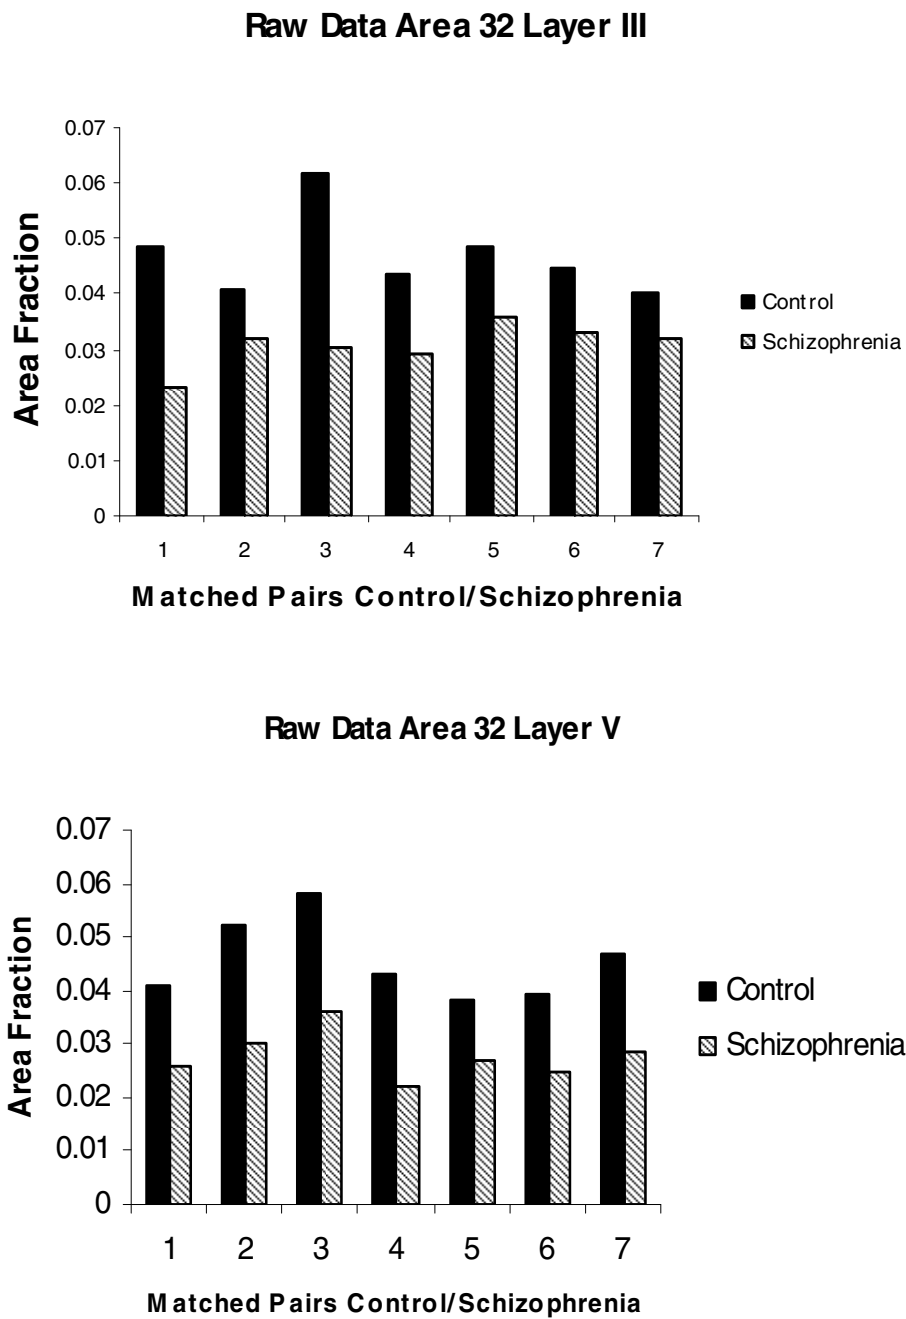 Raw Data Area 32 Layer III
0.07
0.06
0.05
0.04
0.03
0.02
0.01
0
Area Fraction
1 2 3 4 5 6 7
Matched Pairs Control/Schizophrenia
Control
Schizophrenia
Raw Data Area 32 Layer V
0.07
0.06
0.05
0.04
0.03
0.02
0.01
0
Area Fraction
1 2 3 4 5 6 7
Matched Pairs Control/Schizophrenia
Control
Schizophrenia